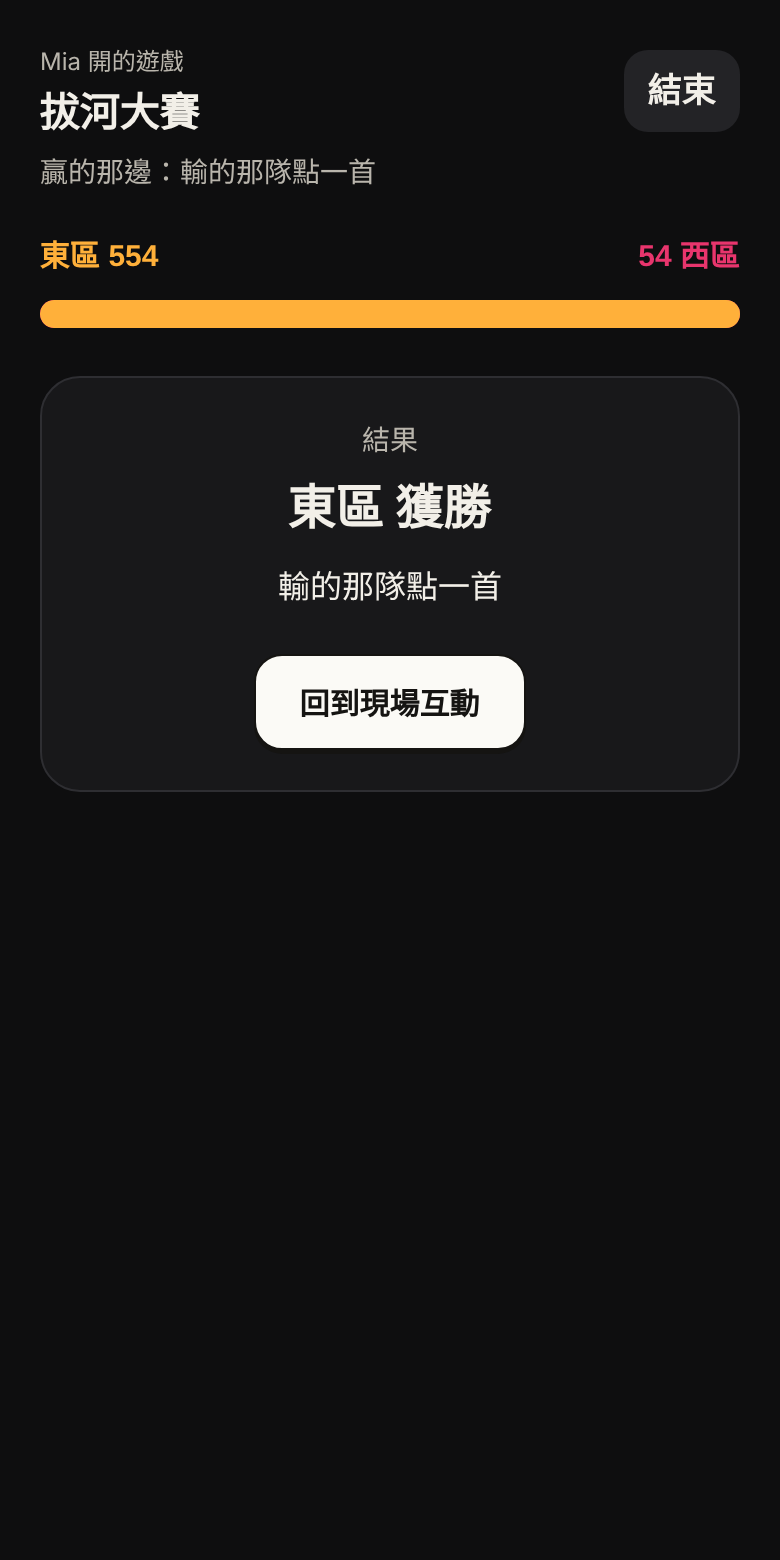 Mia 開的遊戲
拔河大賽
結束
贏的那邊：輸的那隊點一首
東區 554
54 西區
結果
東區 獲勝
輸的那隊點一首
回到現場互動